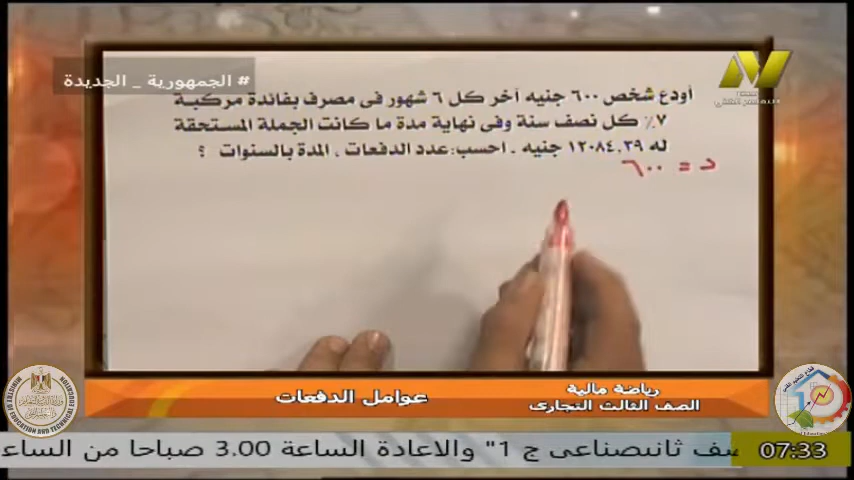 # الجمهورية _ الجديدة
أودع شخص ٦٠٠ جنيه آخر كل ٦ شهور فى مصرف بفائدة مركبة
٧٪ كل نصف سنة وفى نهاية مدة ما كانت الجملة المستحقة
له ١٢٠٨٤,٣٩ جنيه . احسب: عدد الدفعات ، المدة بالسنوات ؟
د = ٦٠٠
رياضة مالية
الصف الثالث التجارى
عوامل الدفعات
صف ثانىصناعى ج 1" والاعادة الساعة 3.00 صباحا من الساعـ
07:33